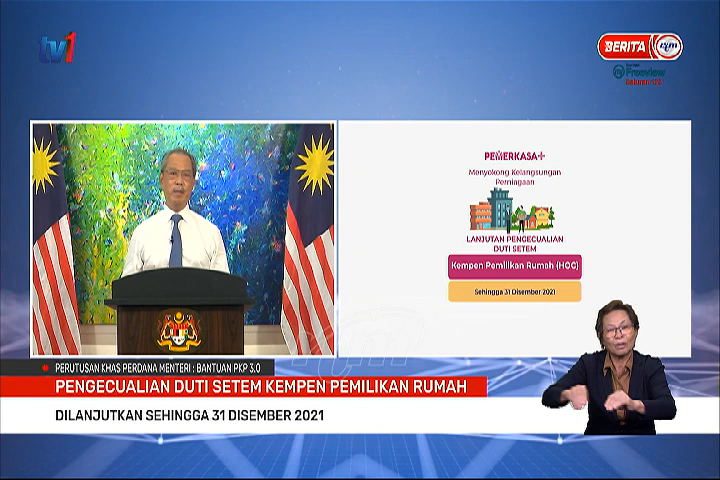 tv1
BERITA rtm
Freeview
PEMERKASA+
Menyokong Kelangsungan
Perniagaan
LANJUTAN PENGECUALIAN
DUTI SETEM
Kempen Pemilikan Rumah (HOC)
Sehingga 31 Disember 2021
PERUTUSAN KHAS PERDANA MENTERI : BANTUAN PKP 3.0
PENGECUALIAN DUTI SETEM KEMPEN PEMILIKAN RUMAH
DILANJUTKAN SEHINGGA 31 DISEMBER 2021